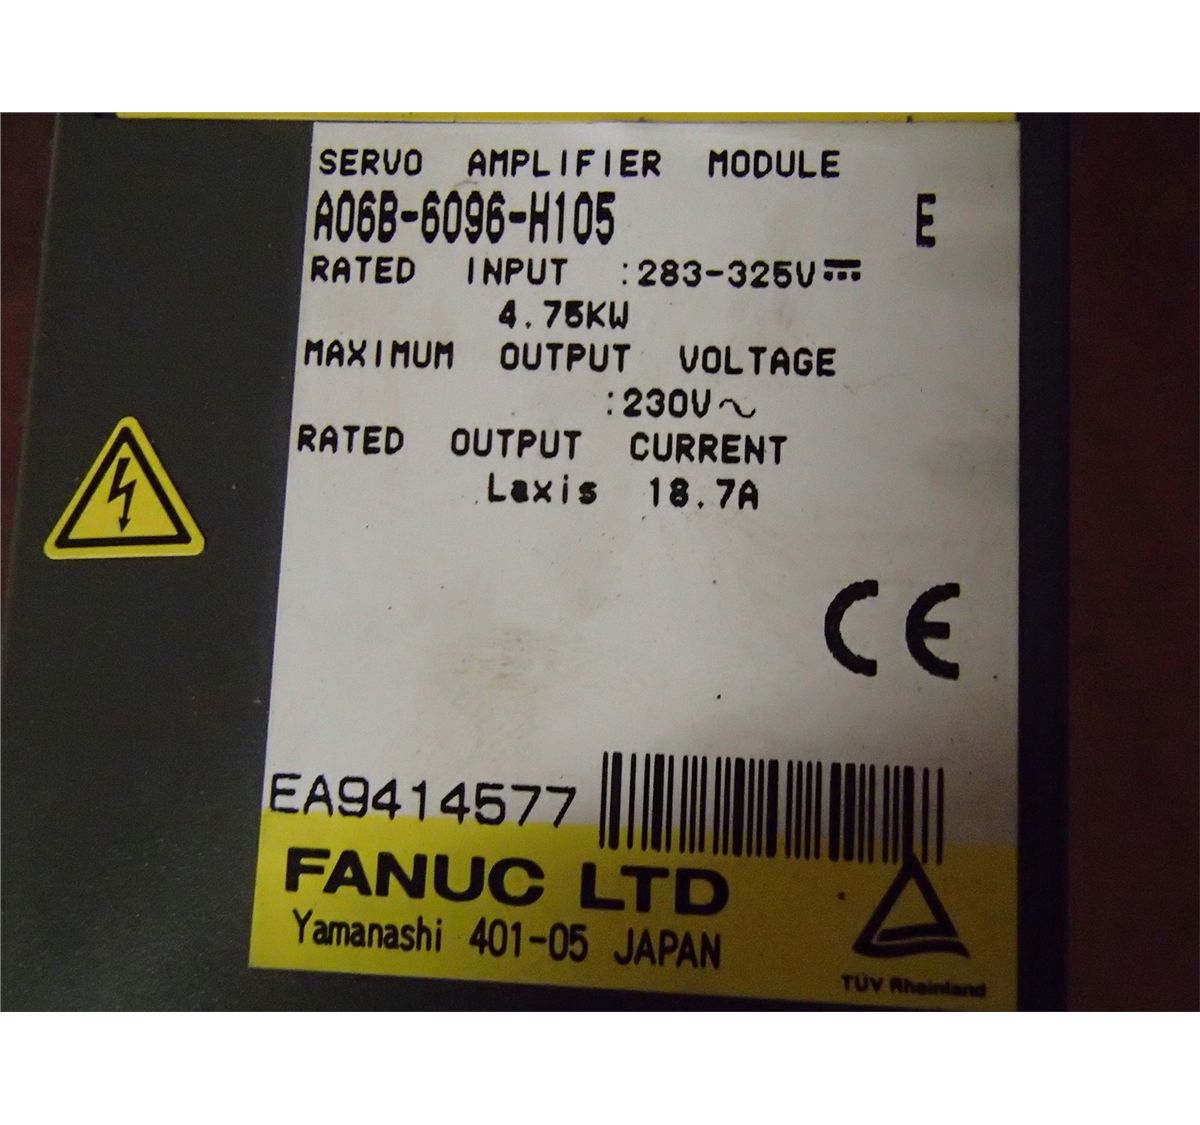 SERVO AMPLIFIER MODULE
A06B-6096-H105 E
RATED INPUT :283-325V⎓
4.75KW
MAXIMUM OUTPUT VOLTAGE
:230V~
RATED OUTPUT CURRENT
Laxis 18.7A
CE
EA9414577
FANUC LTD
Yamanashi 401-05 JAPAN
TÜV Rheinland